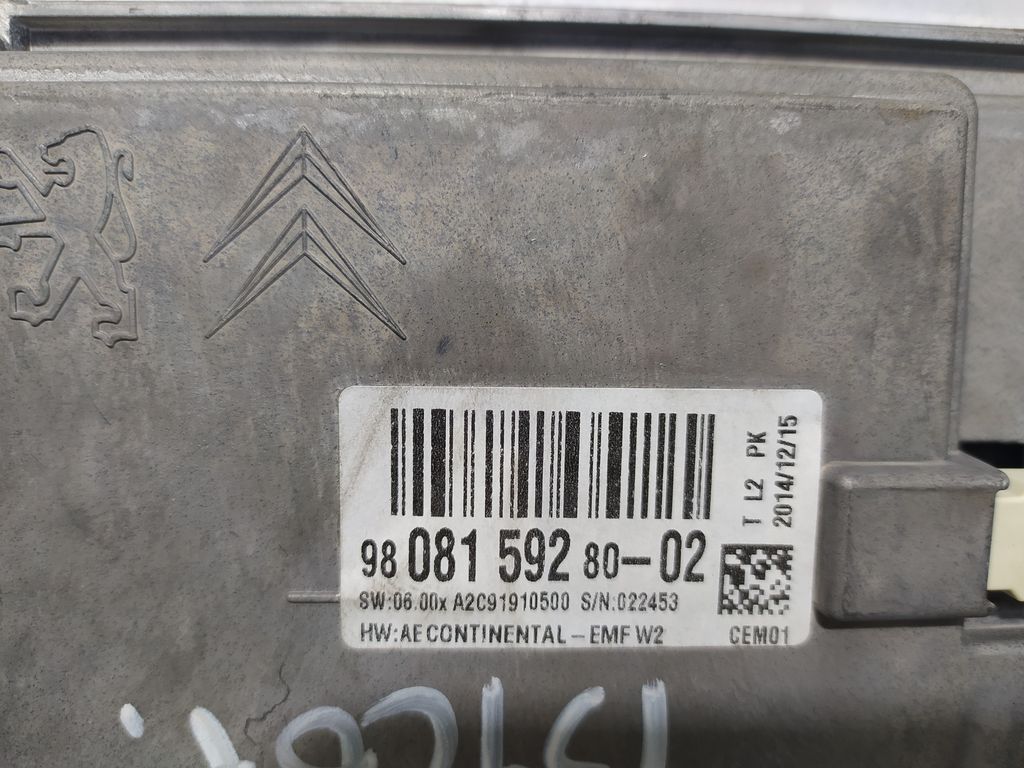 98 081 592 80-02
SW:06.00x A2C91910500 S/N:022453
HW:AE CONTINENTAL-EMF W2
T L2 PK
2014/12/15
CEM01